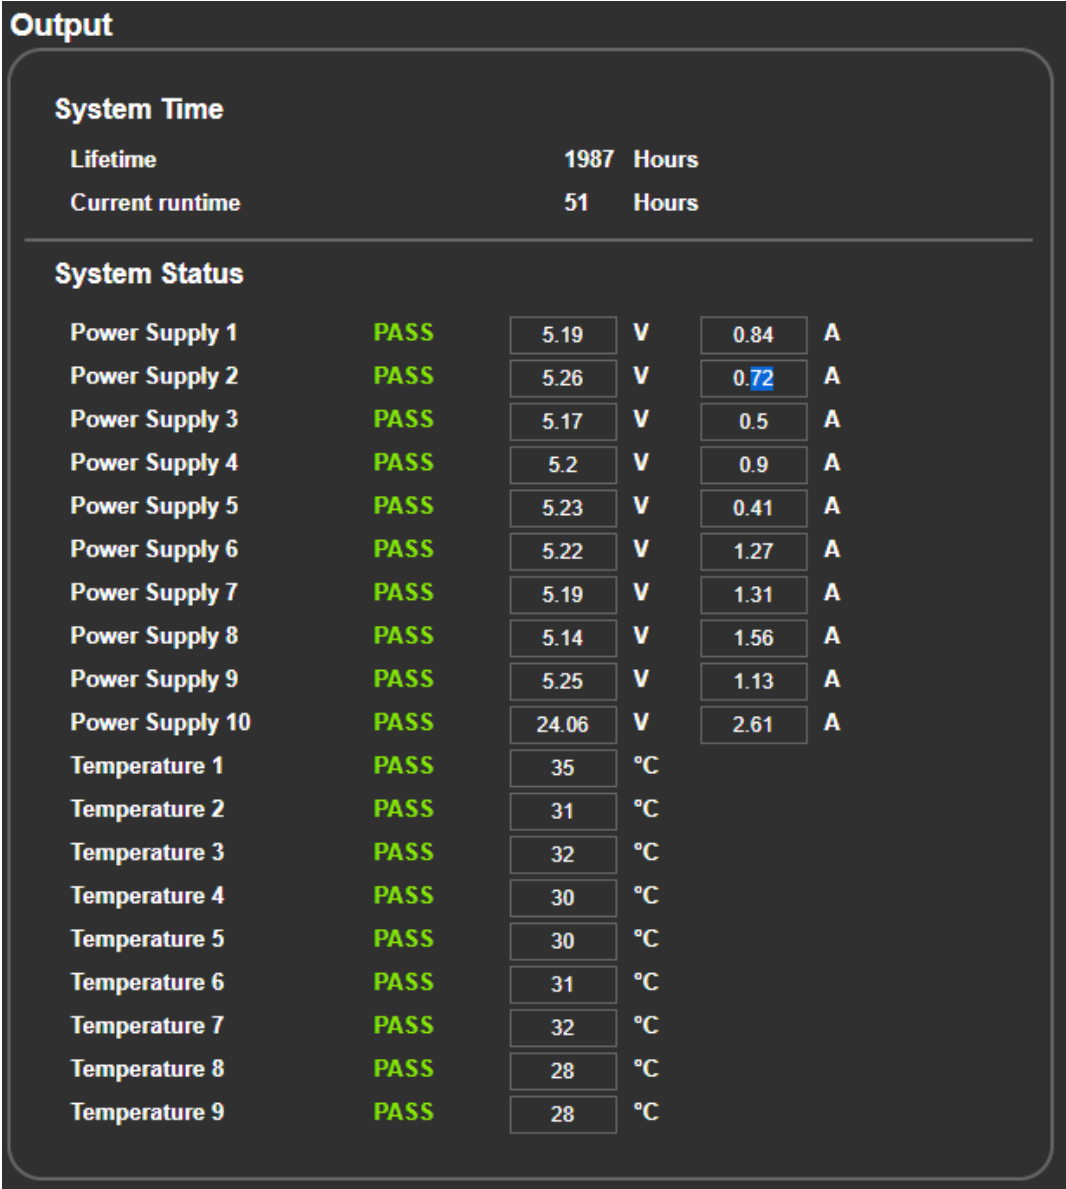 Output
System Time
Lifetime 1987 Hours
Current runtime 51 Hours
System Status
Power Supply 1 PASS 5.19 V 0.84 A
Power Supply 2 PASS 5.26 V 0.72 A
Power Supply 3 PASS 5.17 V 0.5 A
Power Supply 4 PASS 5.2 V 0.9 A
Power Supply 5 PASS 5.23 V 0.41 A
Power Supply 6 PASS 5.22 V 1.27 A
Power Supply 7 PASS 5.19 V 1.31 A
Power Supply 8 PASS 5.14 V 1.56 A
Power Supply 9 PASS 5.25 V 1.13 A
Power Supply 10 PASS 24.06 V 2.61 A
Temperature 1 PASS 35 °C
Temperature 2 PASS 31 °C
Temperature 3 PASS 32 °C
Temperature 4 PASS 30 °C
Temperature 5 PASS 30 °C
Temperature 6 PASS 31 °C
Temperature 7 PASS 32 °C
Temperature 8 PASS 28 °C
Temperature 9 PASS 28 °C